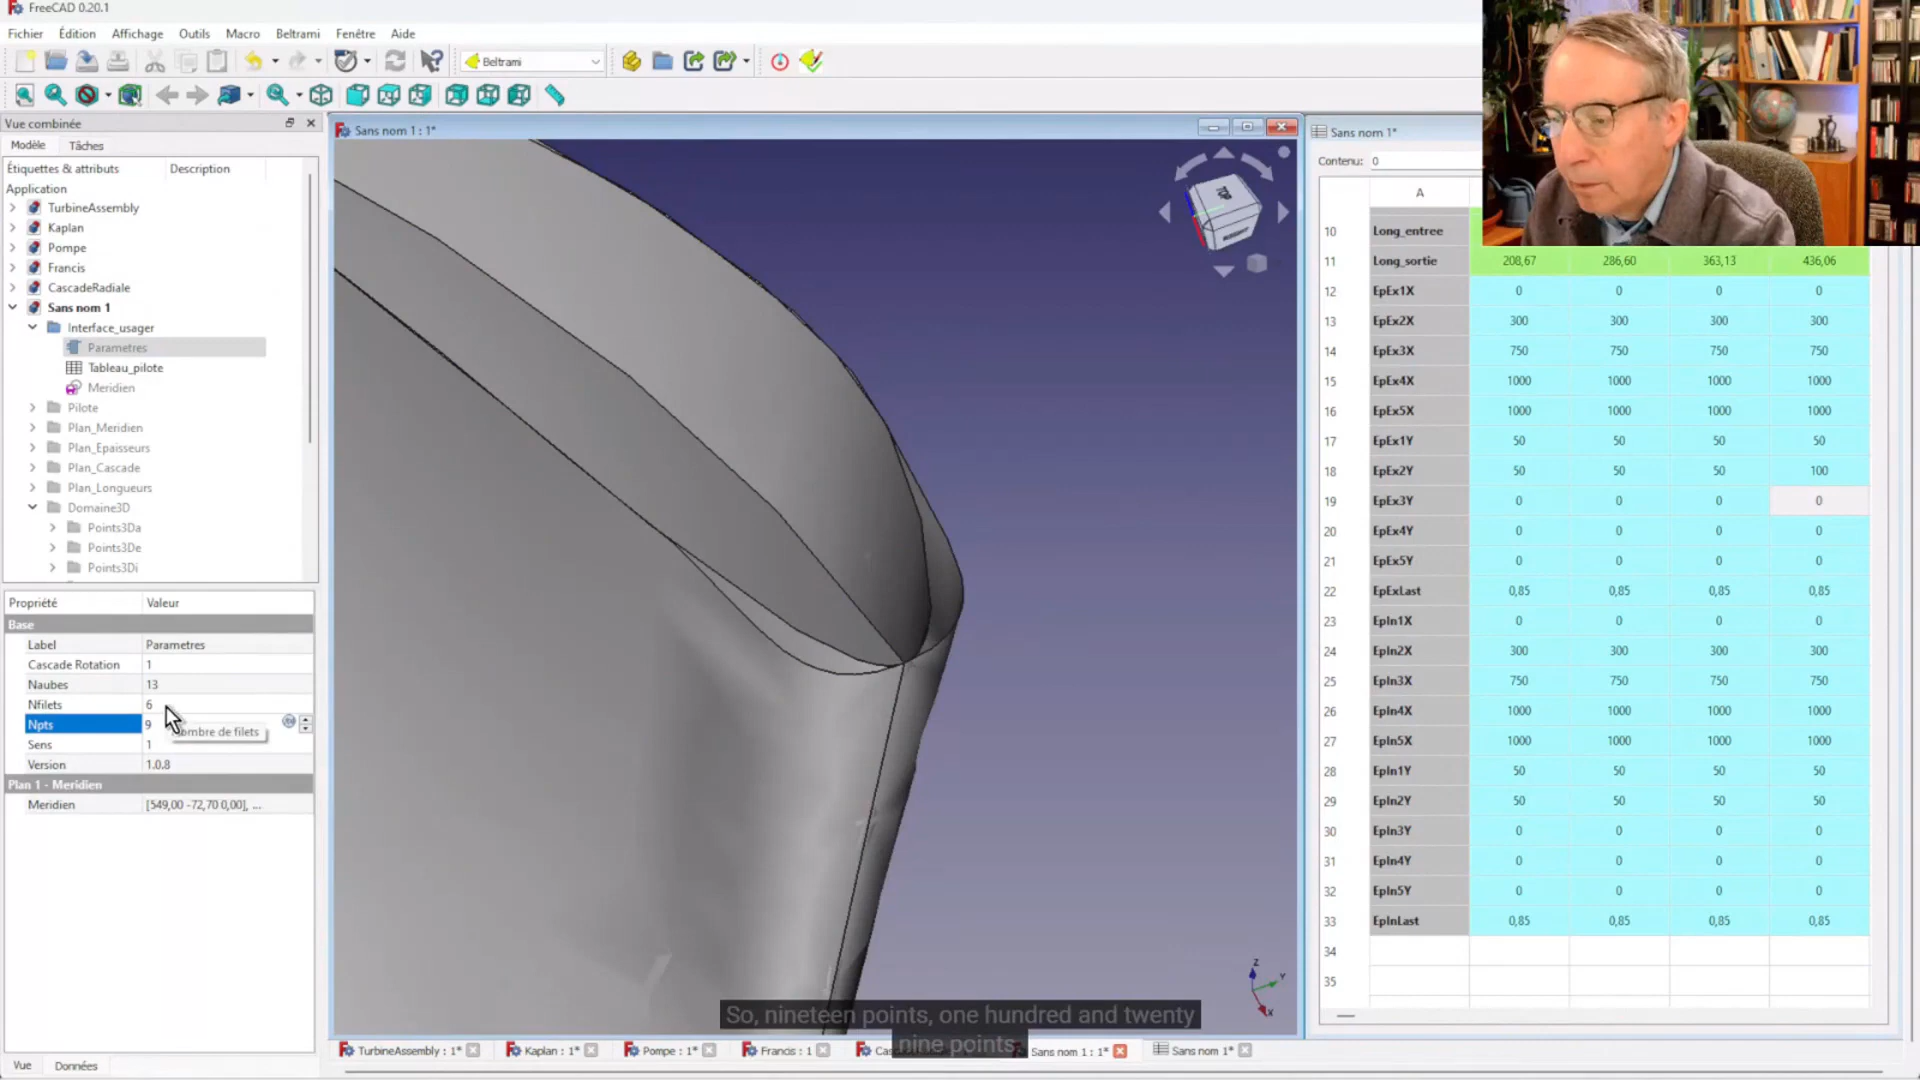 FreeCAD 0.20.1
Fichier Édition Affichage Outils Macro Beltrami Fenêtre Aide
Beltrami
Vue combinée
Modèle Tâches
Étiquettes & attributs Description
Application
TurbineAssembly
Kaplan
Pompe
Francis
CascadeRadiale
Sans nom 1
Interface_usager
Parametres
Tableau_pilote
Meridien
Pilote
Plan_Meridien
Plan_Epaisseurs
Plan_Cascade
Plan_Longueurs
Domaine3D
Points3Da
Points3De
Points3Di
Propriété Valeur
Base
Label Parametres
Cascade Rotation 1
Naubes 13
Nfilets 6
Npts 9
ombre de filets
Sens 1
Version 1.0.8
Plan 1 - Meridien
Meridien [549,00 -72,70 0,00], ...
Vue Données
Sans nom 1 : 1*
TOP
Z
Y
X
Sans nom 1*
Contenu: 0
A
10 Long_entree
11 Long_sortie 208,67 286,60 363,13 436,06
12 EpEx1X 0 0 0 0
13 EpEx2X 300 300 300 300
14 EpEx3X 750 750 750 750
15 EpEx4X 1000 1000 1000 1000
16 EpEx5X 1000 1000 1000 1000
17 EpEx1Y 50 50 50 50
18 EpEx2Y 50 50 50 100
19 EpEx3Y 0 0 0 0
20 EpEx4Y 0 0 0 0
21 EpEx5Y 0 0 0 0
22 EpExLast 0,85 0,85 0,85 0,85
23 EpIn1X 0 0 0 0
24 EpIn2X 300 300 300 300
25 EpIn3X 750 750 750 750
26 EpIn4X 1000 1000 1000 1000
27 EpIn5X 1000 1000 1000 1000
28 EpIn1Y 50 50 50 50
29 EpIn2Y 50 50 50 50
30 EpIn3Y 0 0 0 0
31 EpIn4Y 0 0 0 0
32 EpIn5Y 0 0 0 0
33 EpInLast 0,85 0,85 0,85 0,85
34
35
So, nineteen points, one hundred and twenty
nine points.
TurbineAssembly : 1* Kaplan : 1* Pompe : 1* Francis : 1 Sans nom 1 : 1* Sans nom 1*